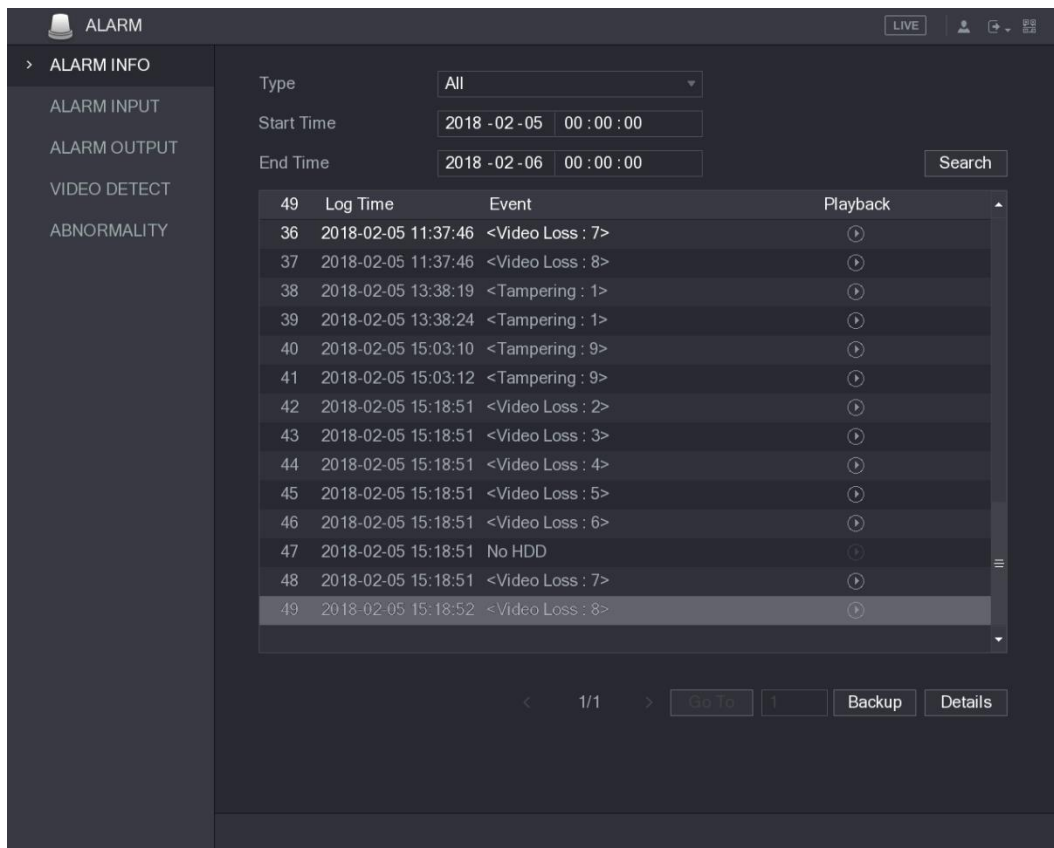 ALARM LIVE
> ALARM INFO
ALARM INPUT
ALARM OUTPUT
VIDEO DETECT
ABNORMALITY
Type All
Start Time 2018 -02 -05 00 : 00 : 00
End Time 2018 -02 -06 00 : 00 : 00 Search
49 Log Time Event Playback
36 2018-02-05 11:37:46 <Video Loss : 7>
37 2018-02-05 11:37:46 <Video Loss : 8>
38 2018-02-05 13:38:19 <Tampering : 1>
39 2018-02-05 13:38:24 <Tampering : 1>
40 2018-02-05 15:03:10 <Tampering : 9>
41 2018-02-05 15:03:12 <Tampering : 9>
42 2018-02-05 15:18:51 <Video Loss : 2>
43 2018-02-05 15:18:51 <Video Loss : 3>
44 2018-02-05 15:18:51 <Video Loss : 4>
45 2018-02-05 15:18:51 <Video Loss : 5>
46 2018-02-05 15:18:51 <Video Loss : 6>
47 2018-02-05 15:18:51 No HDD
48 2018-02-05 15:18:51 <Video Loss : 7>
49 2018-02-05 15:18:52 <Video Loss : 8>
< 1/1 > Go To 1 Backup Details